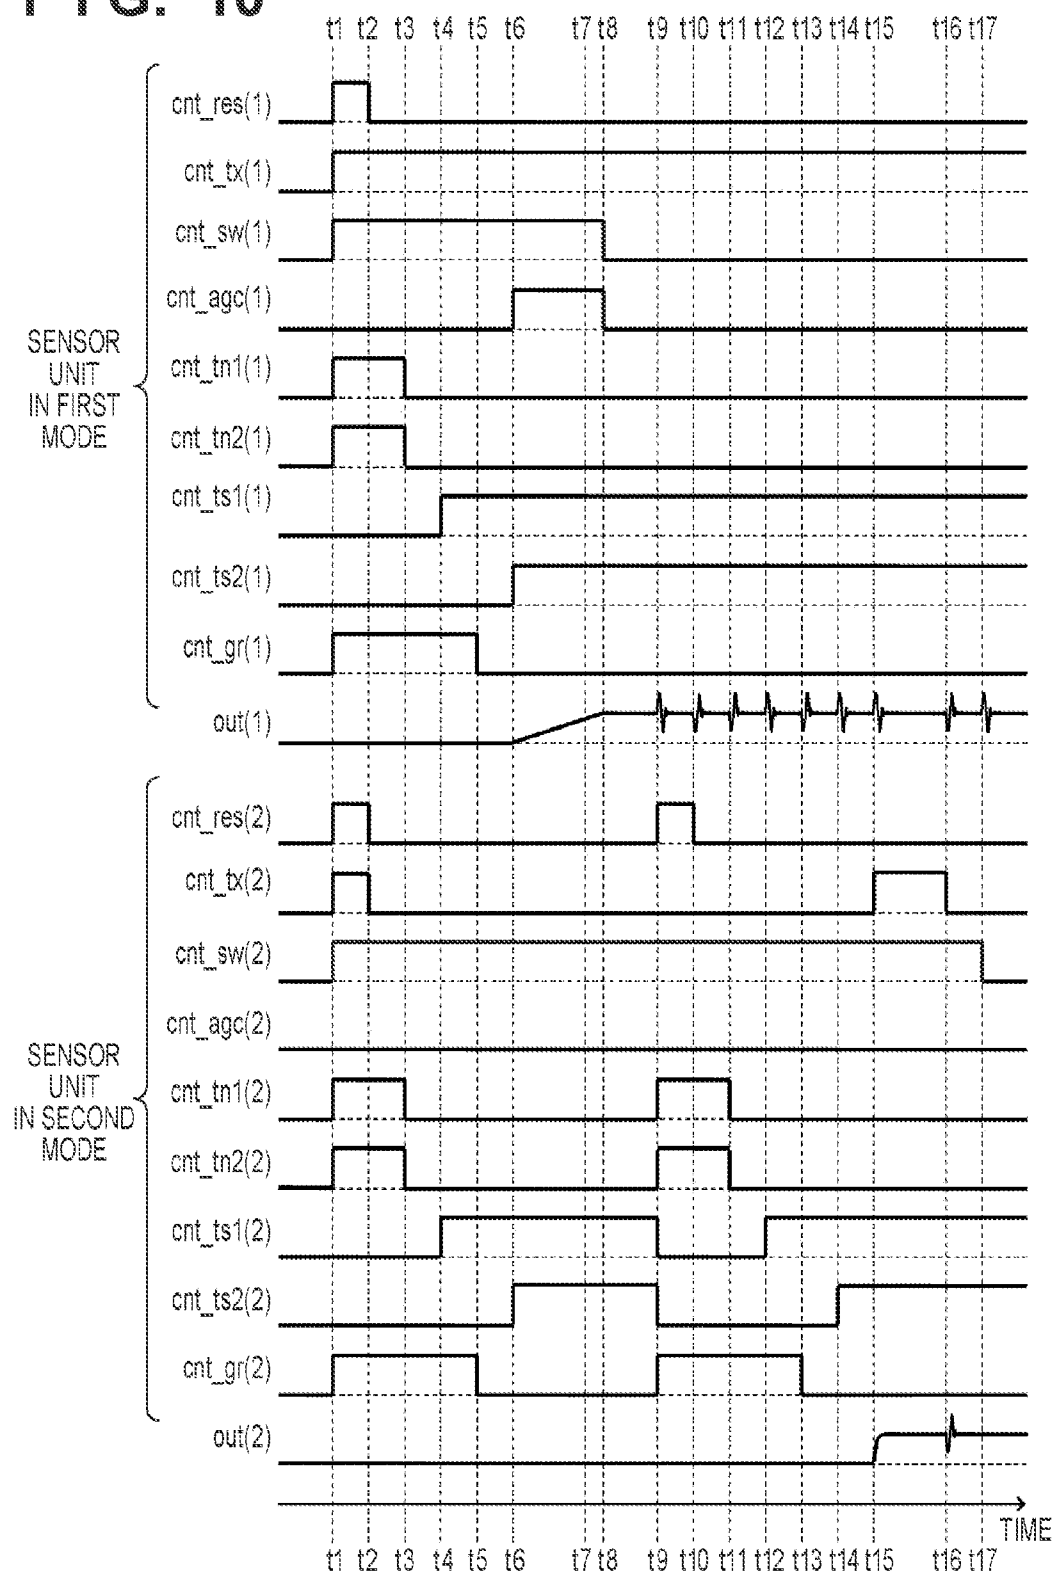 FIG. 10
t1 t2 t3 t4 t5 t6 t7 t8 t9 t10 t11 t12 t13 t14 t15 t16 t17
cnt_res(1)
cnt_tx(1)
cnt_sw(1)
cnt_agc(1)
SENSOR
UNIT
IN FIRST
MODE
cnt_tn1(1)
cnt_tn2(1)
cnt_ts1(1)
cnt_ts2(1)
cnt_gr(1)
out(1)
cnt_res(2)
cnt_tx(2)
cnt_sw(2)
cnt_agc(2)
SENSOR
UNIT
IN SECOND
MODE
cnt_tn1(2)
cnt_tn2(2)
cnt_ts1(2)
cnt_ts2(2)
cnt_gr(2)
out(2)
TIME
t1 t2 t3 t4 t5 t6 t7 t8 t9 t10 t11 t12 t13 t14 t15 t16 t17